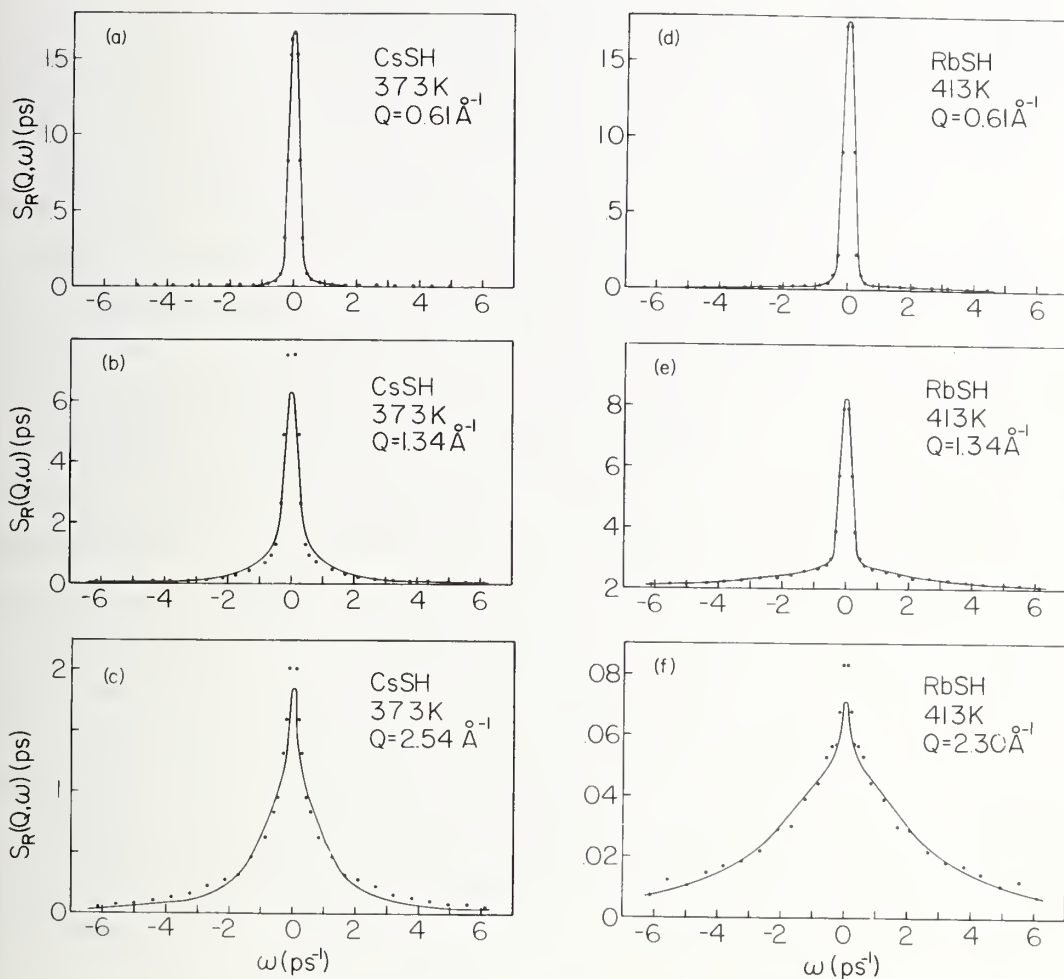 (a)
CsSH
373K
Q=0.61Å⁻¹
1.5
1.0
.5
0
S_R(Q,ω)(ps)
-6 -4 - -2 0 2 4 6
(d)
RbSH
413K
Q=0.61Å⁻¹
1.5
1.0
.5
0
-6 -4 -2 0 2 4 6
(b)
CsSH
373K
Q=1.34Å⁻¹
6
.4
2
0
S_R(Q,ω)(ps)
-6 -4 -2 0 2 4 6
(e)
RbSH
413K
Q=1.34Å⁻¹
8
6
4
2
-6 -4 -2 0 2 4 6
(c)
CsSH
373K
Q=2.54Å⁻¹
2
1
0
S_R(Q,ω)(ps)
-6 -4 -2 0 2 4 6
ω(ps⁻¹)
(f)
RbSH
413K
Q=2.30Å⁻¹
.08
.06
.04
.02
0
-6 -4 -2 0 2 4 6
ω(ps⁻¹)